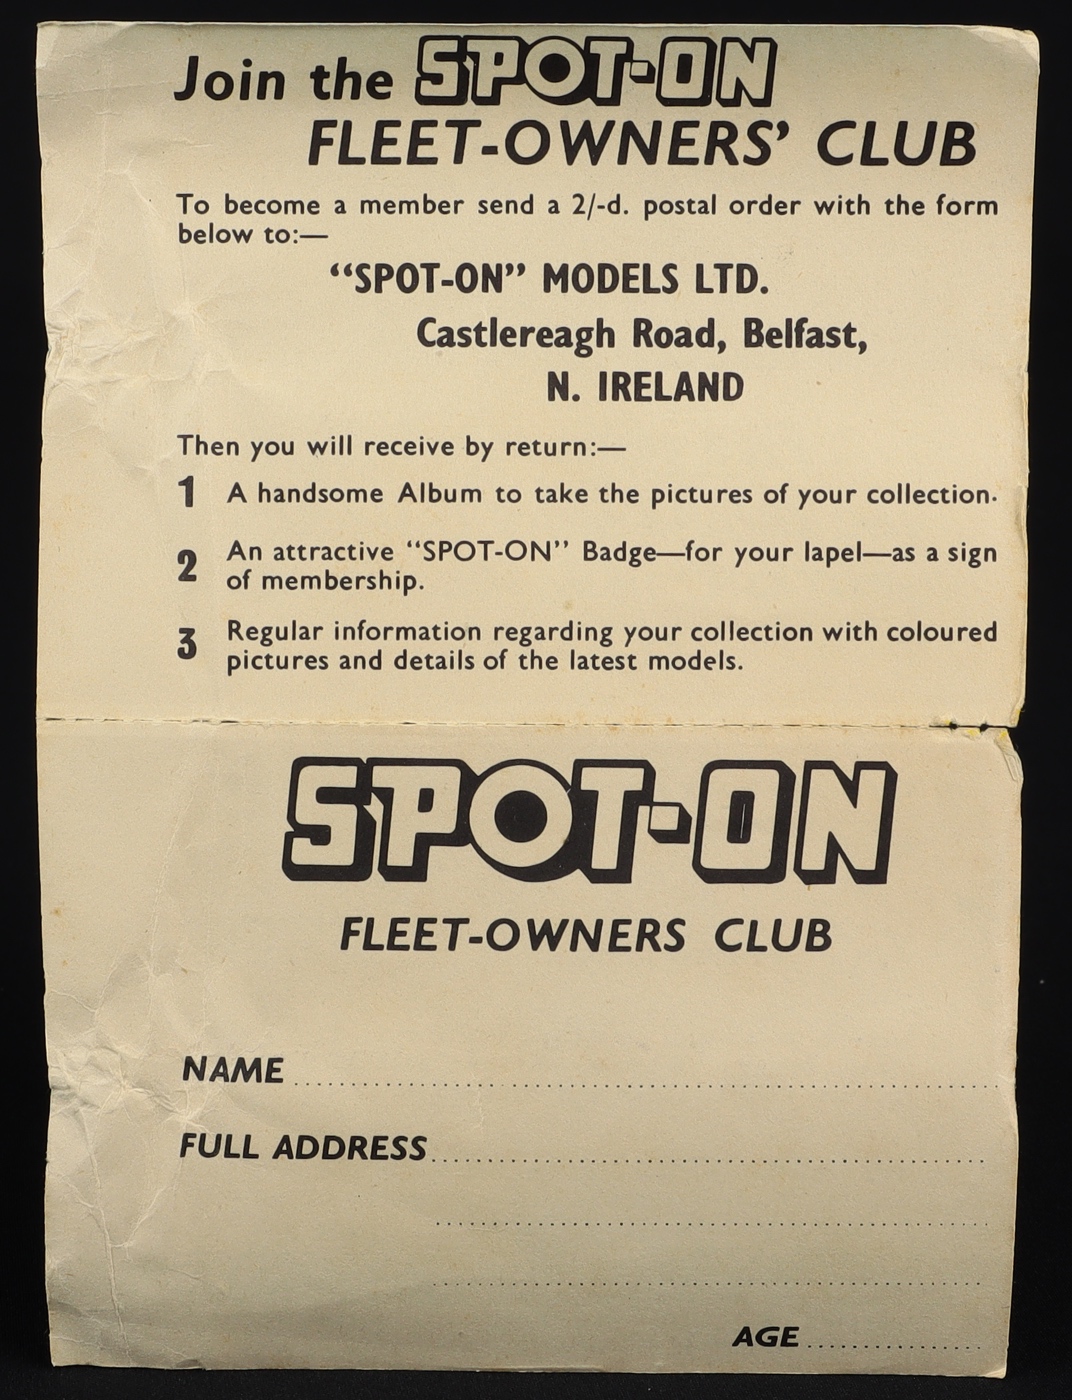 Join the SPOT-ON
FLEET-OWNERS' CLUB
To become a member send a 2/-d. postal order with the form
below to:—
"SPOT-ON" MODELS LTD.
Castlereagh Road, Belfast,
N. IRELAND
Then you will receive by return:—
1 A handsome Album to take the pictures of your collection.
2 An attractive "SPOT-ON" Badge—for your lapel—as a sign
of membership.
3 Regular information regarding your collection with coloured
pictures and details of the latest models.
SPOT-ON
FLEET-OWNERS CLUB
NAME
FULL ADDRESS
AGE